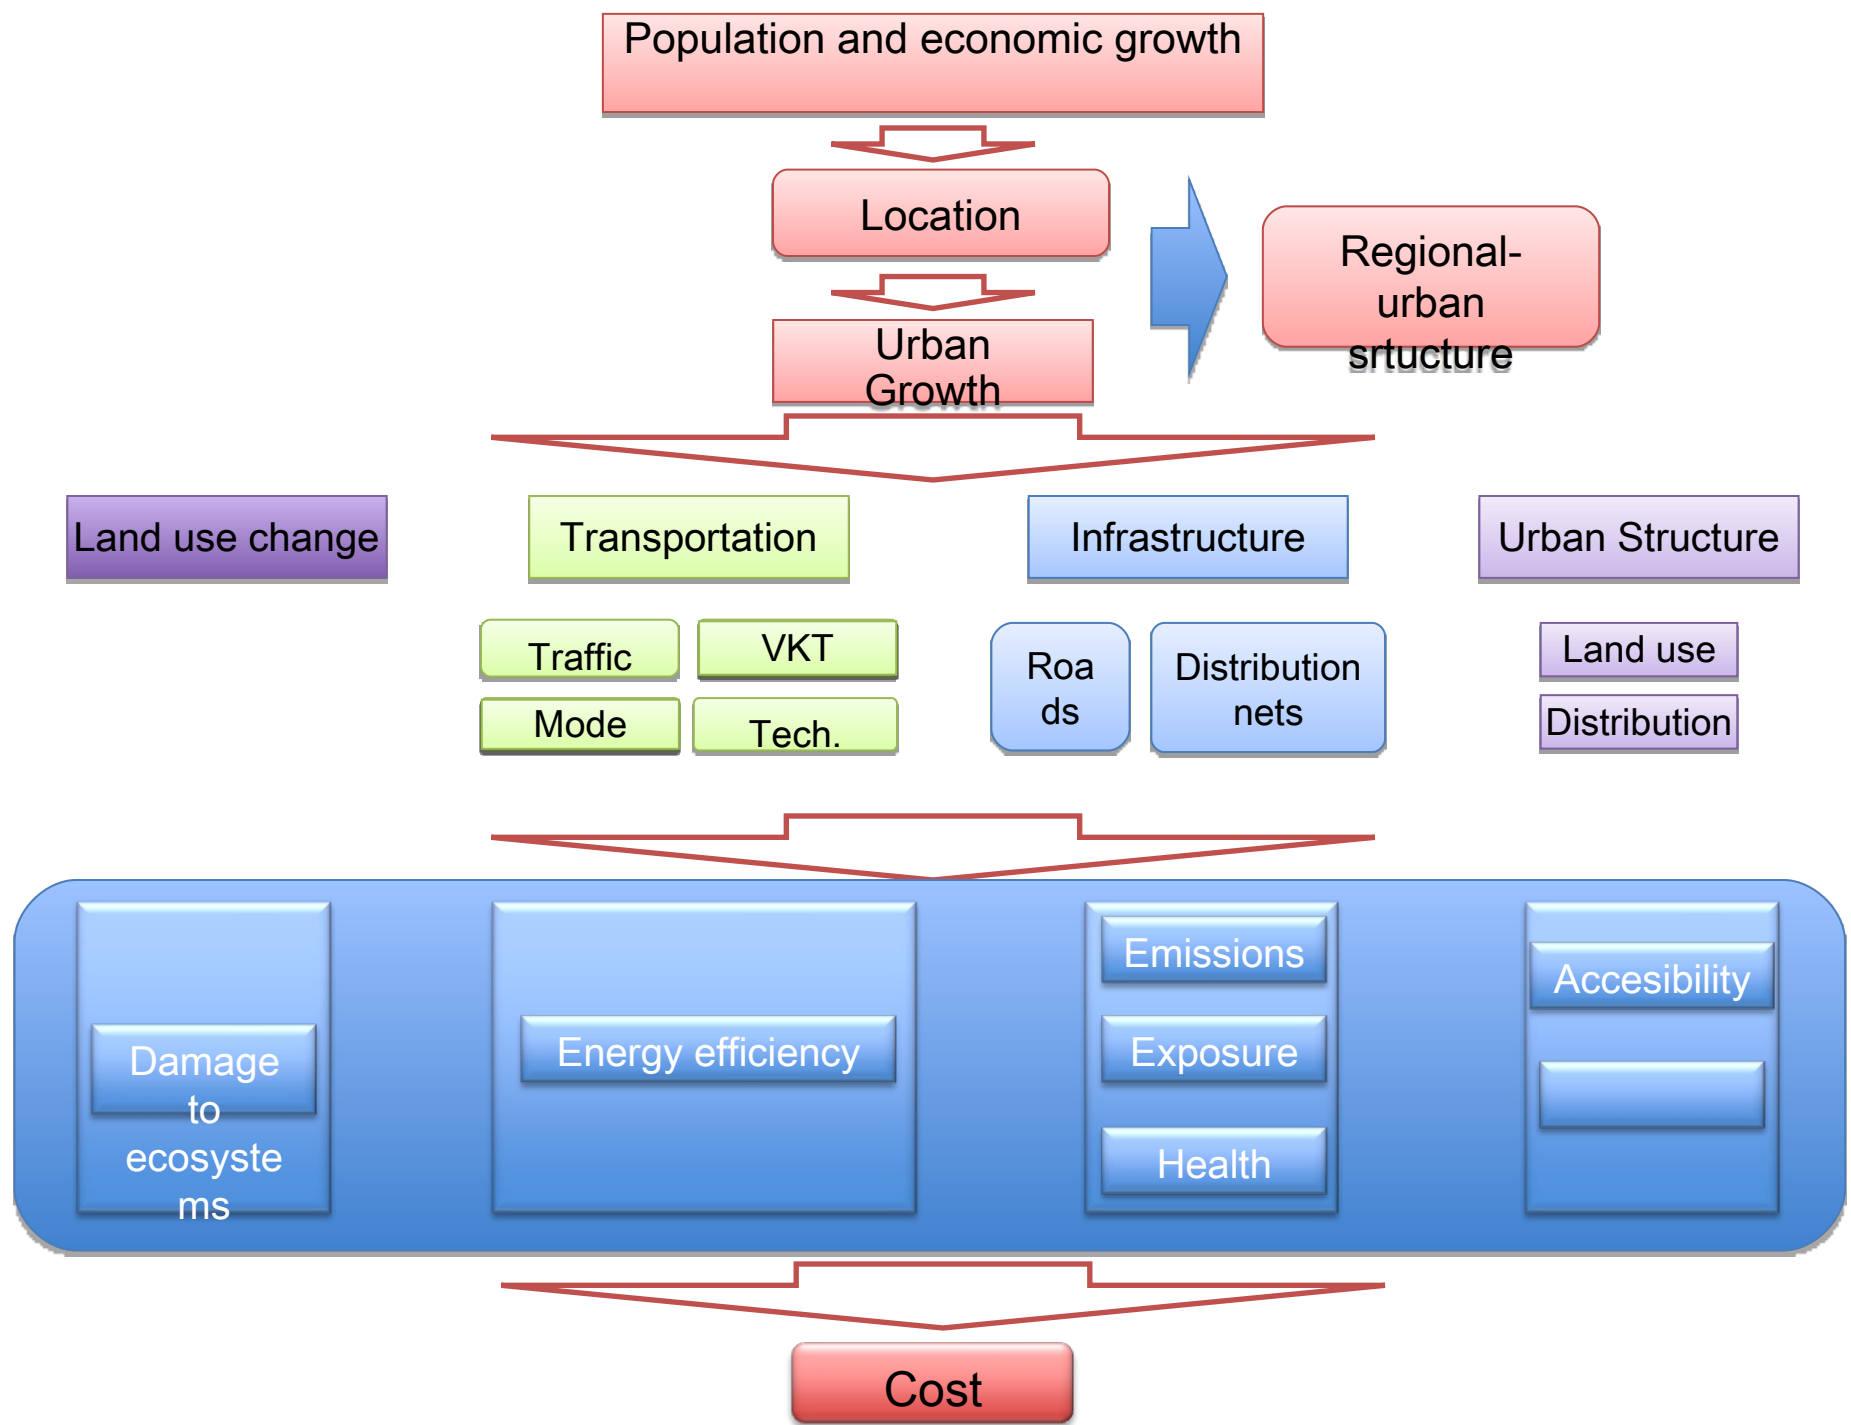 Population and economic growth
Location
Regional-
urban
srtucture
Urban
Growth
Land use change
Transportation
Infrastructure
Urban Structure
Traffic
VKT
Mode
Tech.
Roa
ds
Distribution
nets
Land use
Distribution
Damage
to
ecosyste
ms
Energy efficiency
Emissions
Exposure
Health
Accesibility
Cost